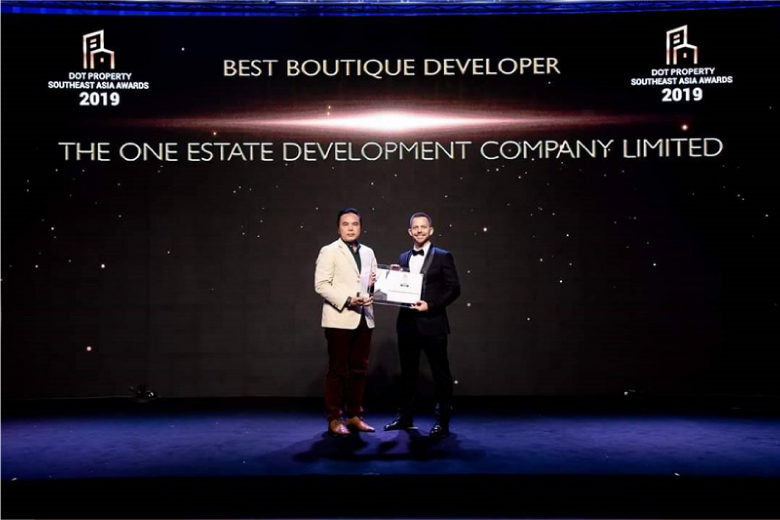 BEST BOUTIQUE DEVELOPER
DOT PROPERTY
SOUTHEAST ASIA AWARDS
2019
DOT PROPERTY
SOUTHEAST ASIA AWARDS
2019
THE ONE ESTATE DEVELOPMENT COMPANY LIMITED